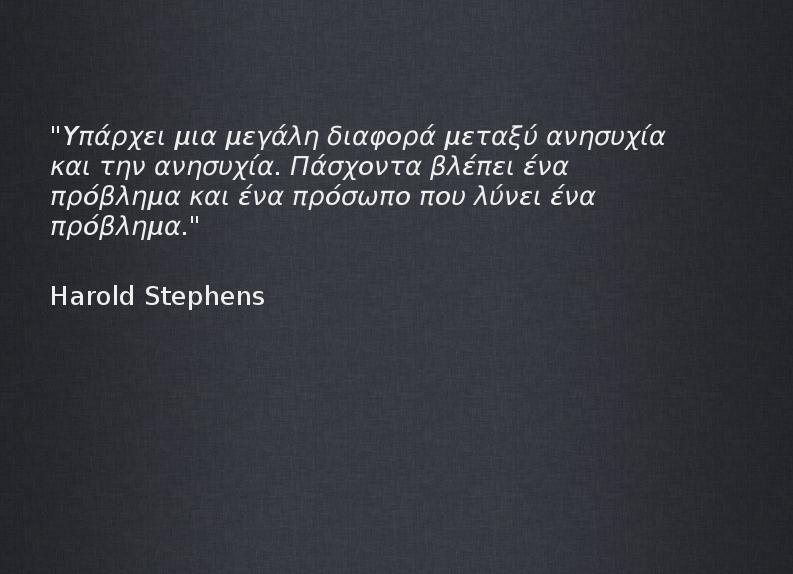 "Υπάρχει μια μεγάλη διαφορά μεταξύ ανησυχία
και την ανησυχία. Πάσχοντα βλέπει ένα
πρόβλημα και ένα πρόσωπο που λύνει ένα
πρόβλημα."
Harold Stephens